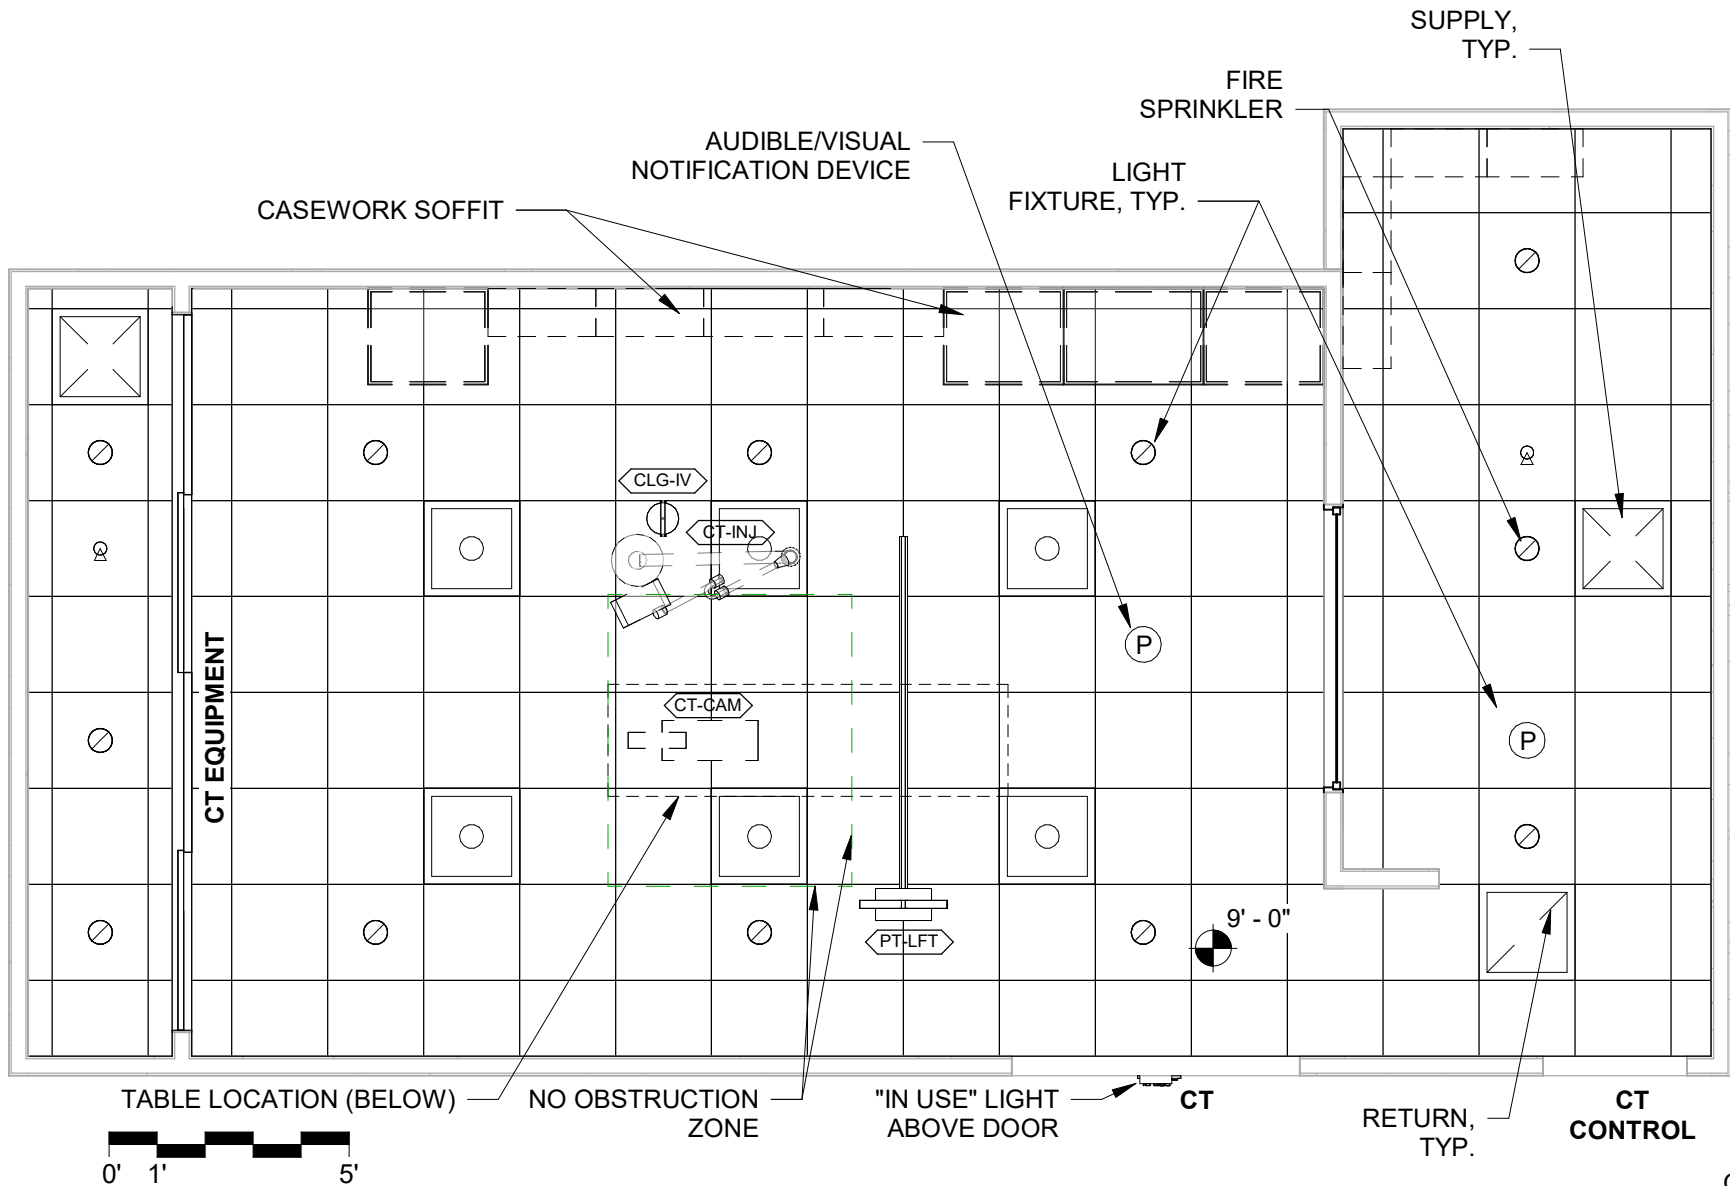 SUPPLY,
TYP.
FIRE
SPRINKLER
AUDIBLE/VISUAL
NOTIFICATION DEVICE
LIGHT
FIXTURE, TYP.
CASEWORK SOFFIT
CLG-IV
CT-INJ
CT EQUIPMENT
P
CT-CAM
P
9' - 0"
PT-LFT
TABLE LOCATION (BELOW)
NO OBSTRUCTION
ZONE
"IN USE" LIGHT
ABOVE DOOR
CT
RETURN,
TYP.
CT
CONTROL
0' 1' 5'